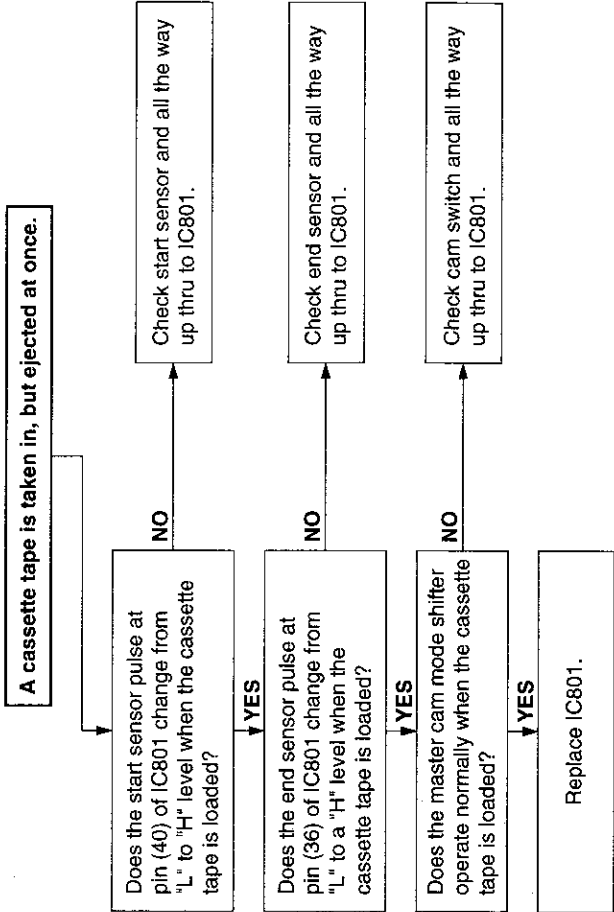 A cassette tape is taken in, but ejected at once.
Does the start sensor pulse at
pin (40) of IC801 change from
"L" to "H" level when the cassette
tape is loaded?
NO
Check start sensor and all the way
up thru to IC801.
YES
Does the end sensor pulse at
pin (36) of IC801 change from
"L" to a "H" level when the
cassette tape is loaded?
NO
Check end sensor and all the way
up thru to IC801.
YES
Does the master cam mode shifter
operate normally when the cassette
tape is loaded?
NO
Check cam switch and all the way
up thru to IC801.
YES
Replace IC801.